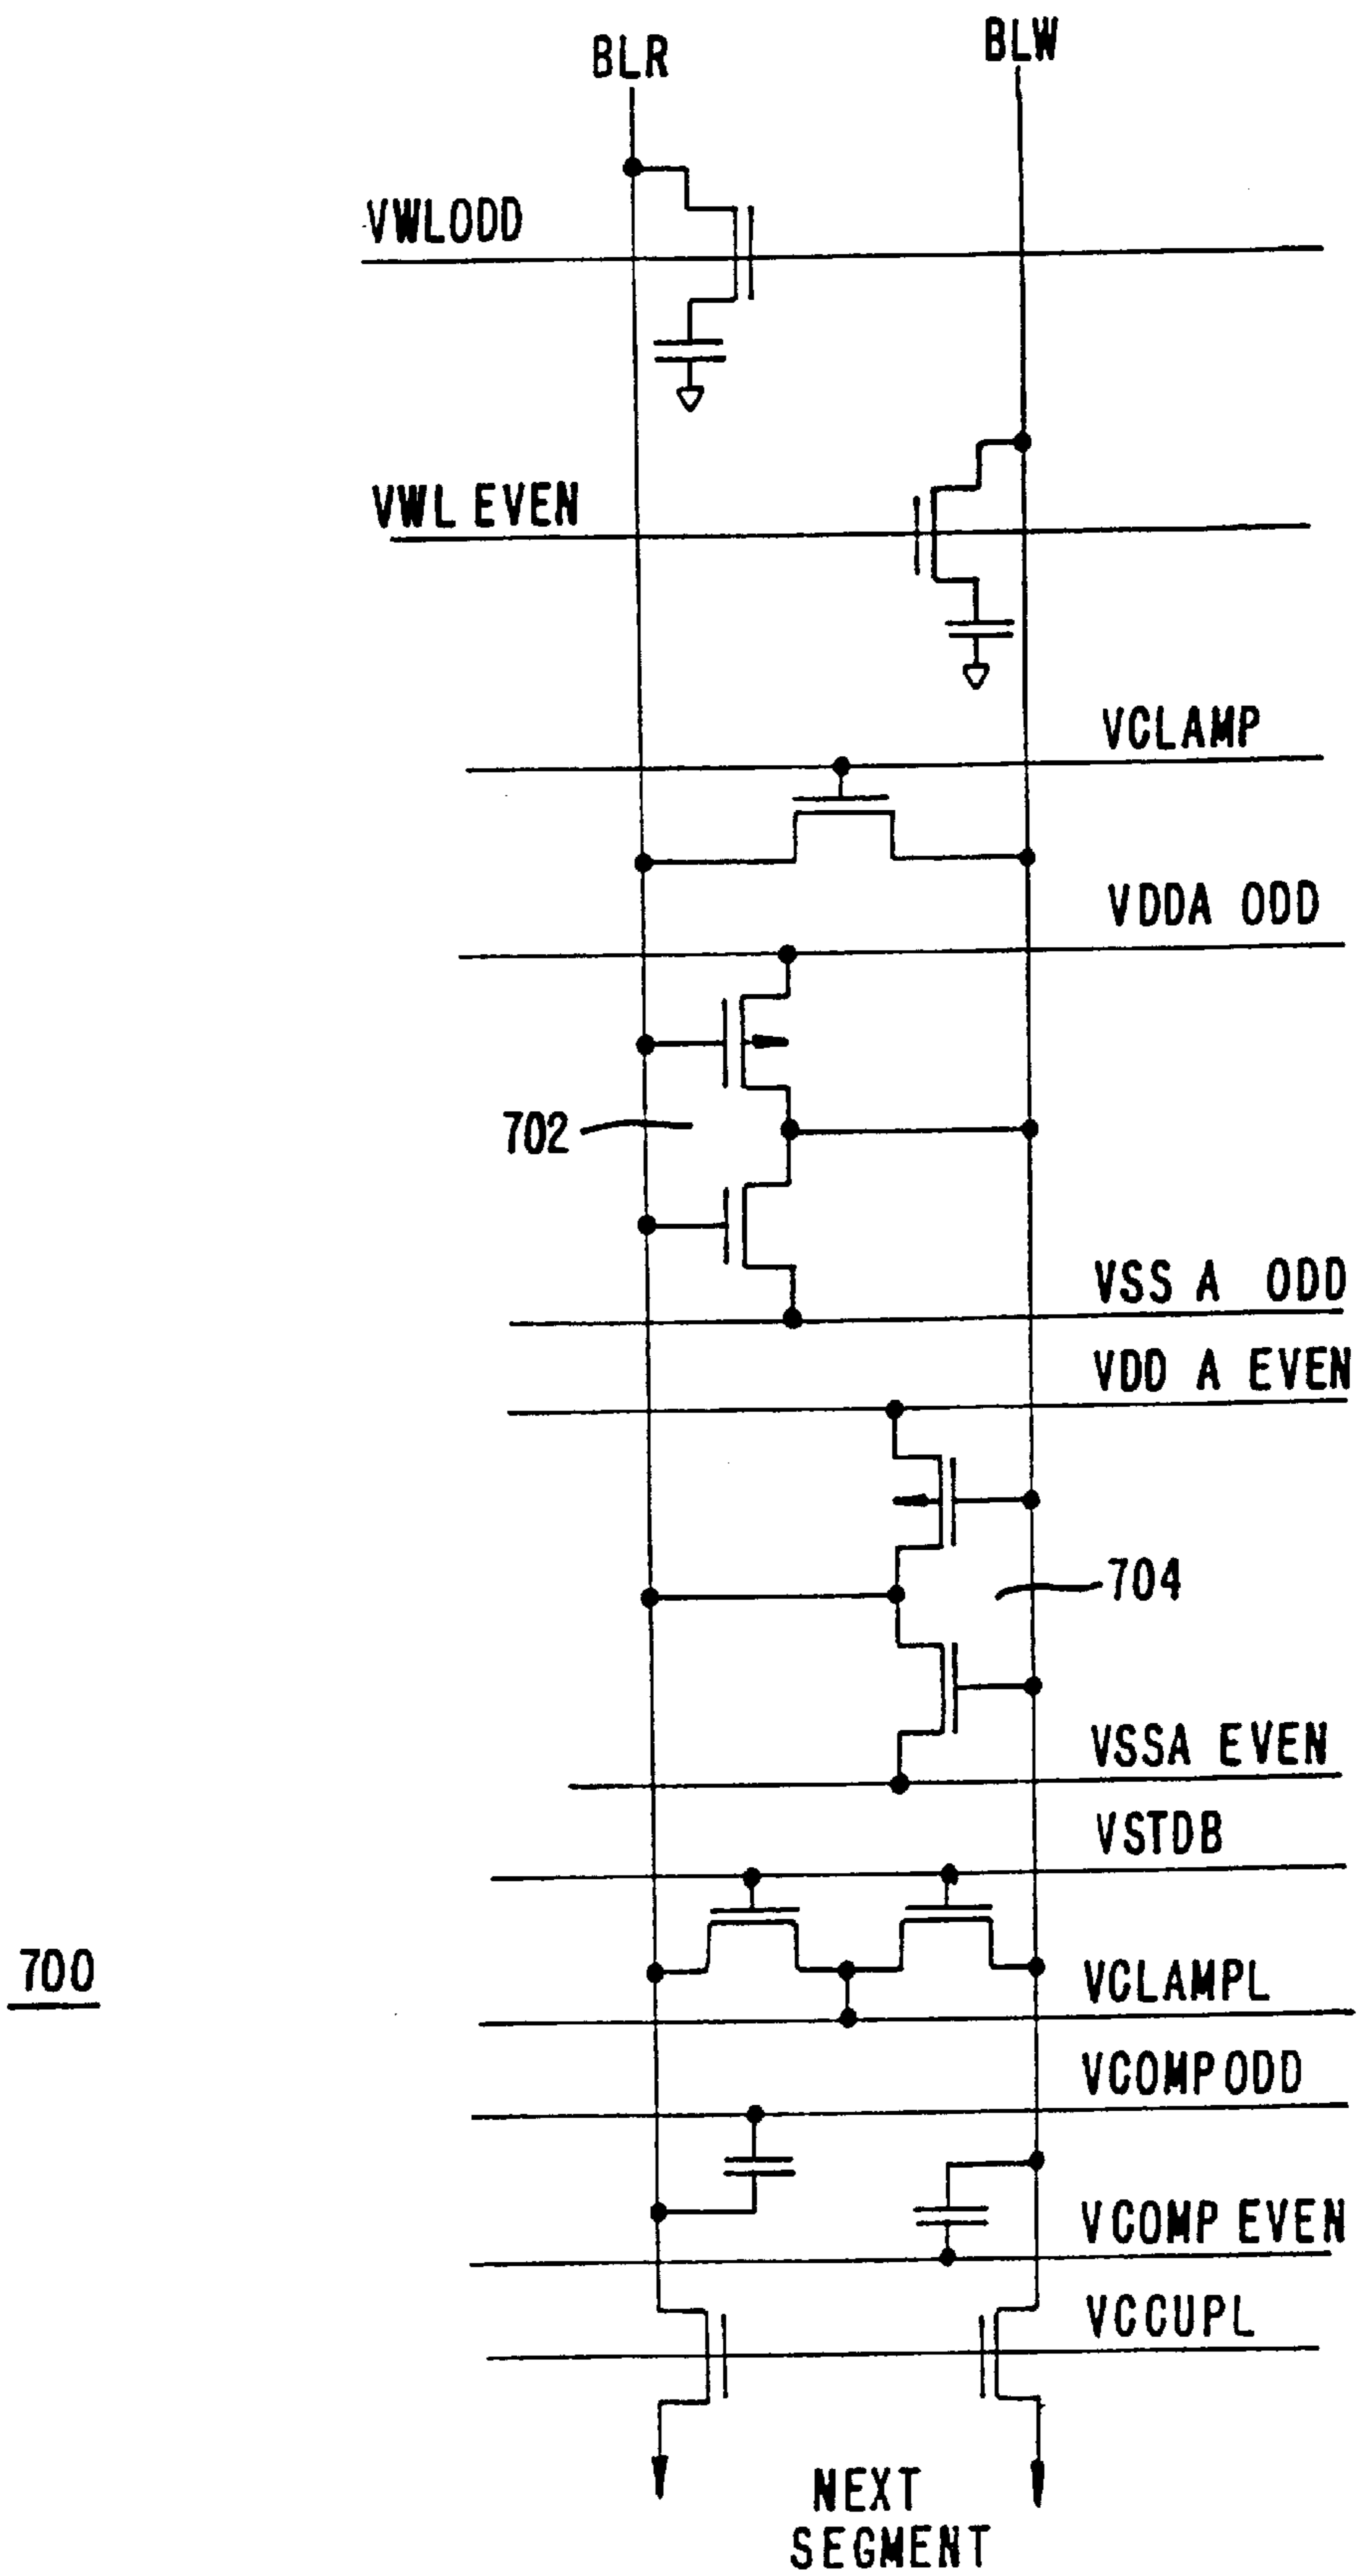 BLR
BLW
VWLODD
VWL EVEN
VCLAMP
VDDA ODD
702
VSS A ODD
VDD A EVEN
704
VSSA EVEN
VSTDB
700
VCLAMPL
VCOMPODD
VCOMP EVEN
VCCUPL
NEXT
SEGMENT